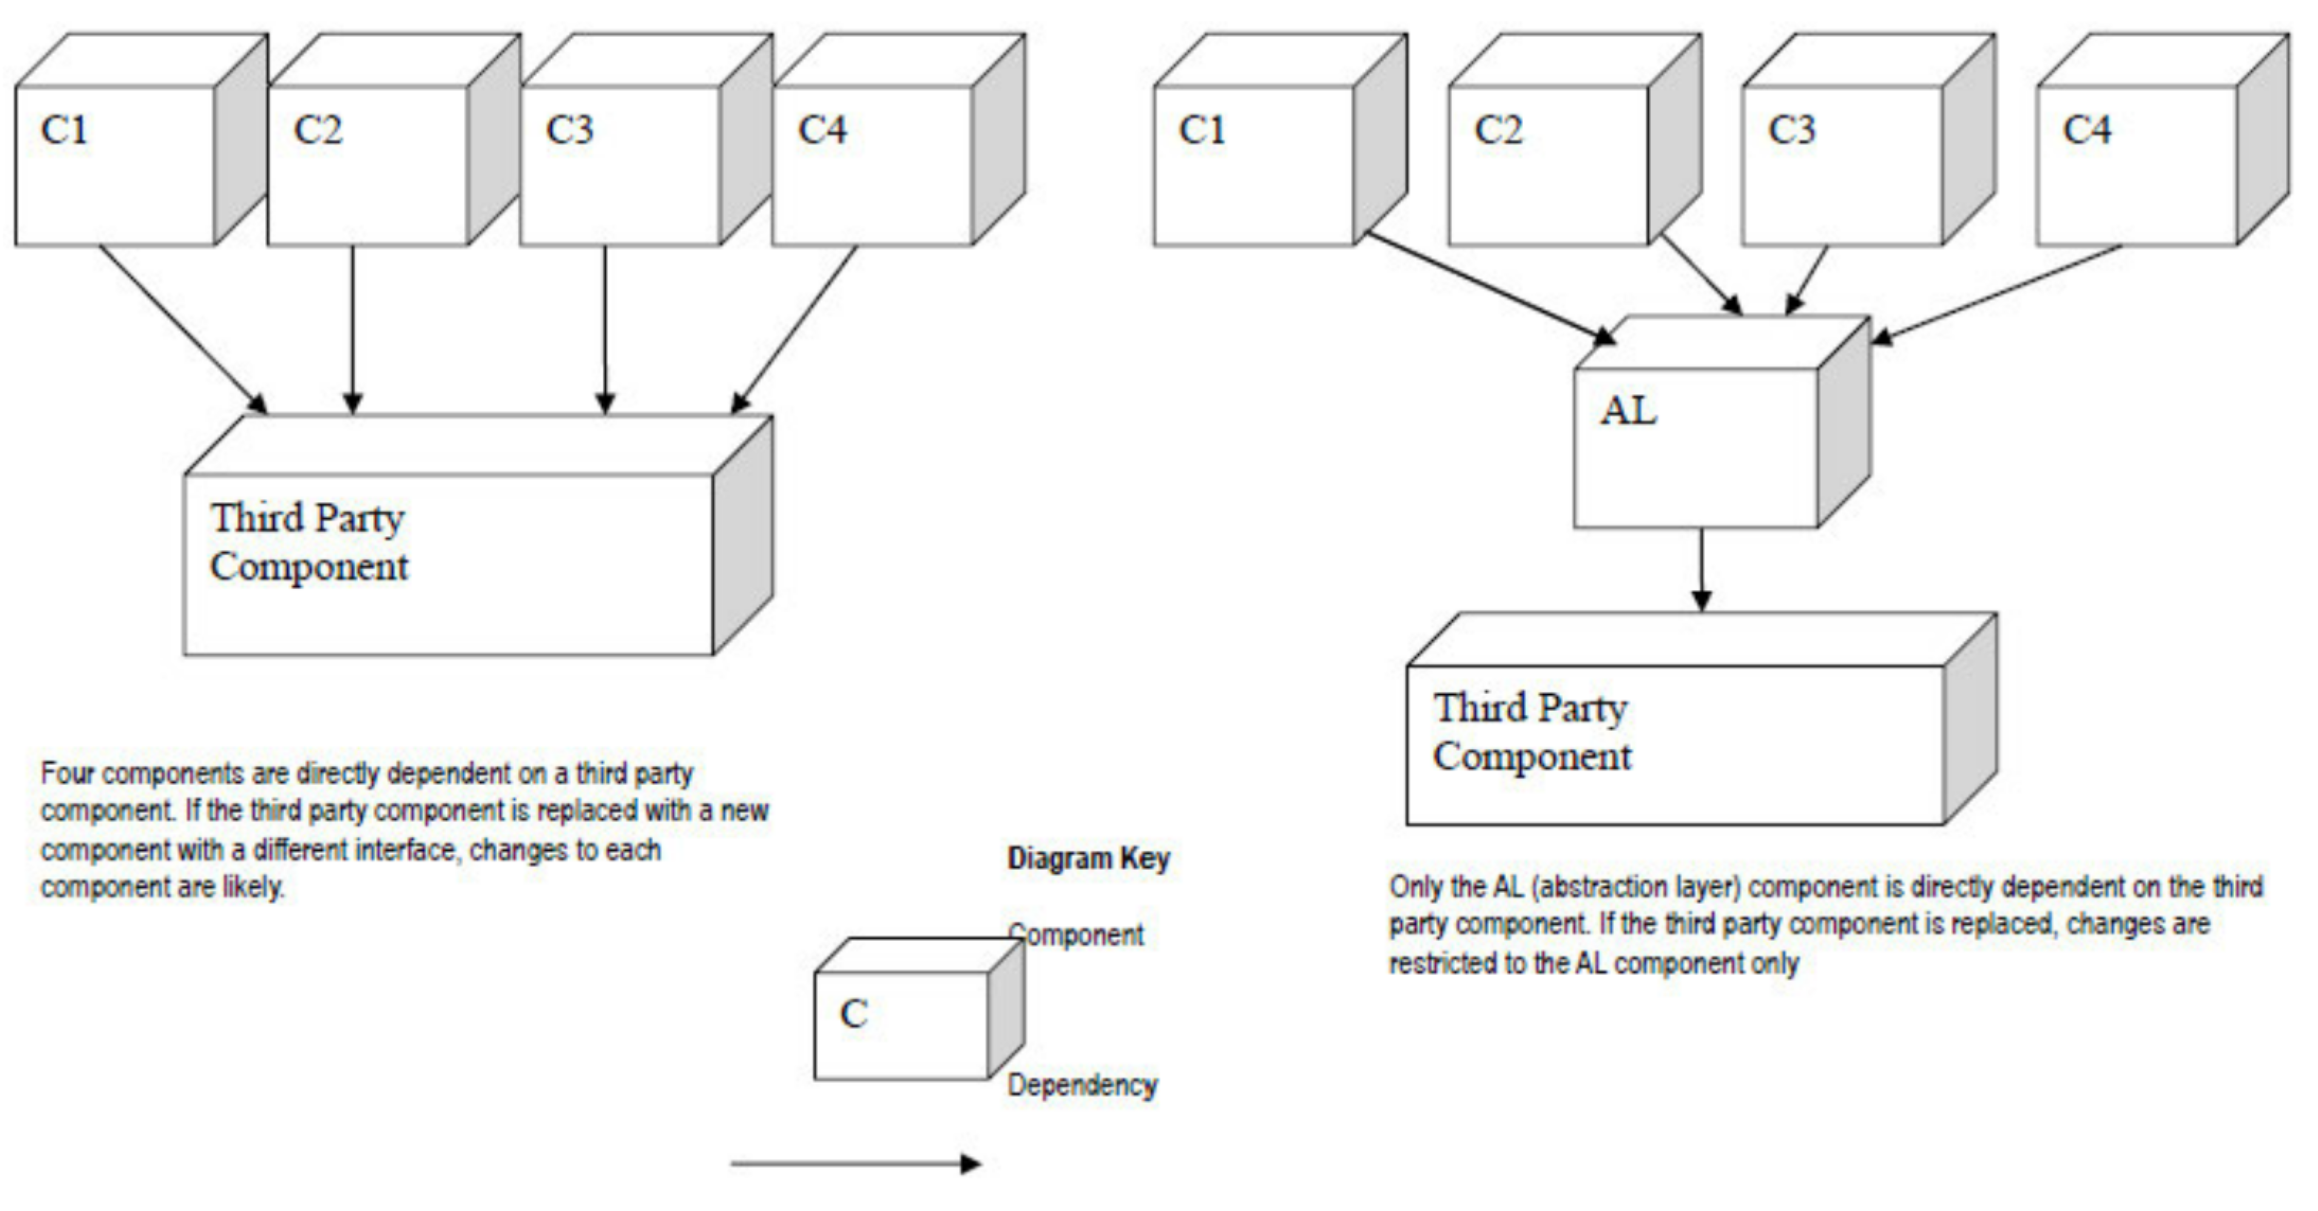 C1
C2
C3
C4
Third Party
Component
Four components are directly dependent on a third party
component. If the third party component is replaced with a new
component with a different interface, changes to each
component are likely.
C1
C2
C3
C4
AL
Third Party
Component
Only the AL (abstraction layer) component is directly dependent on the third
party component. If the third party component is replaced, changes are
restricted to the AL component only
Diagram Key
Component
C
Dependency